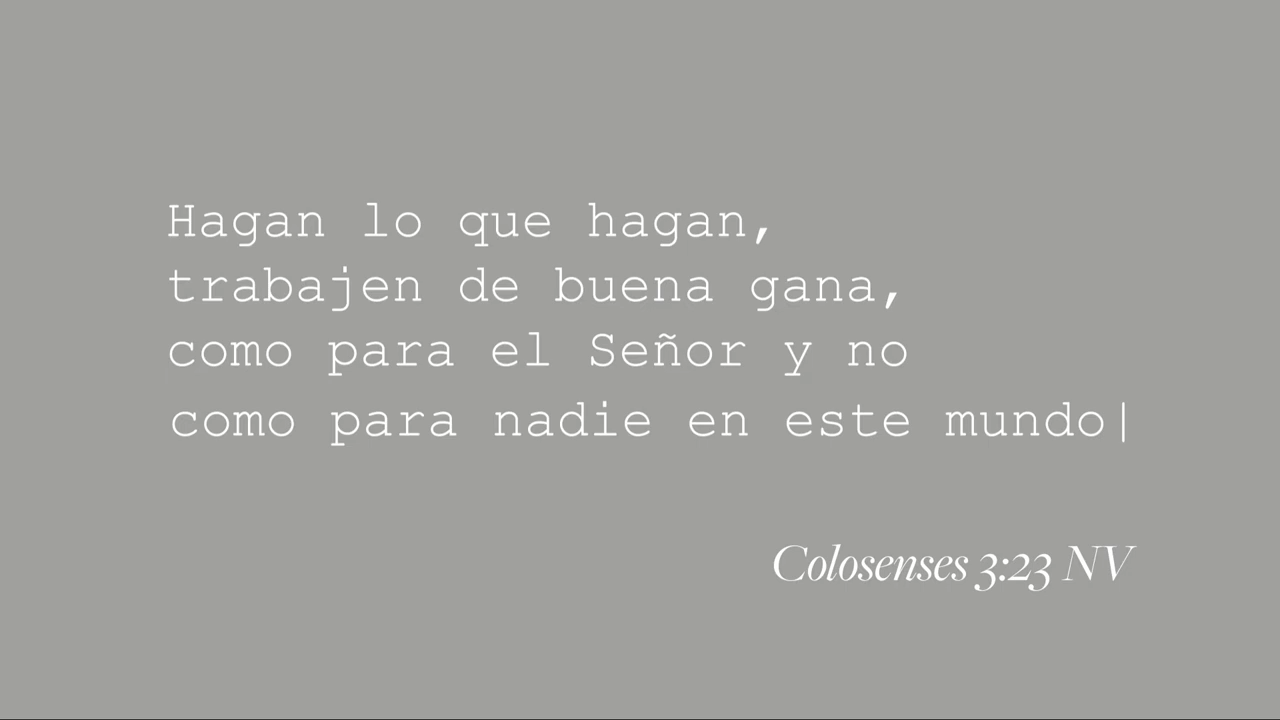 Hagan lo que hagan,
trabajen de buena gana,
como para el Señor y no
como para nadie en este mundo|
Colosenses 3:23 NV